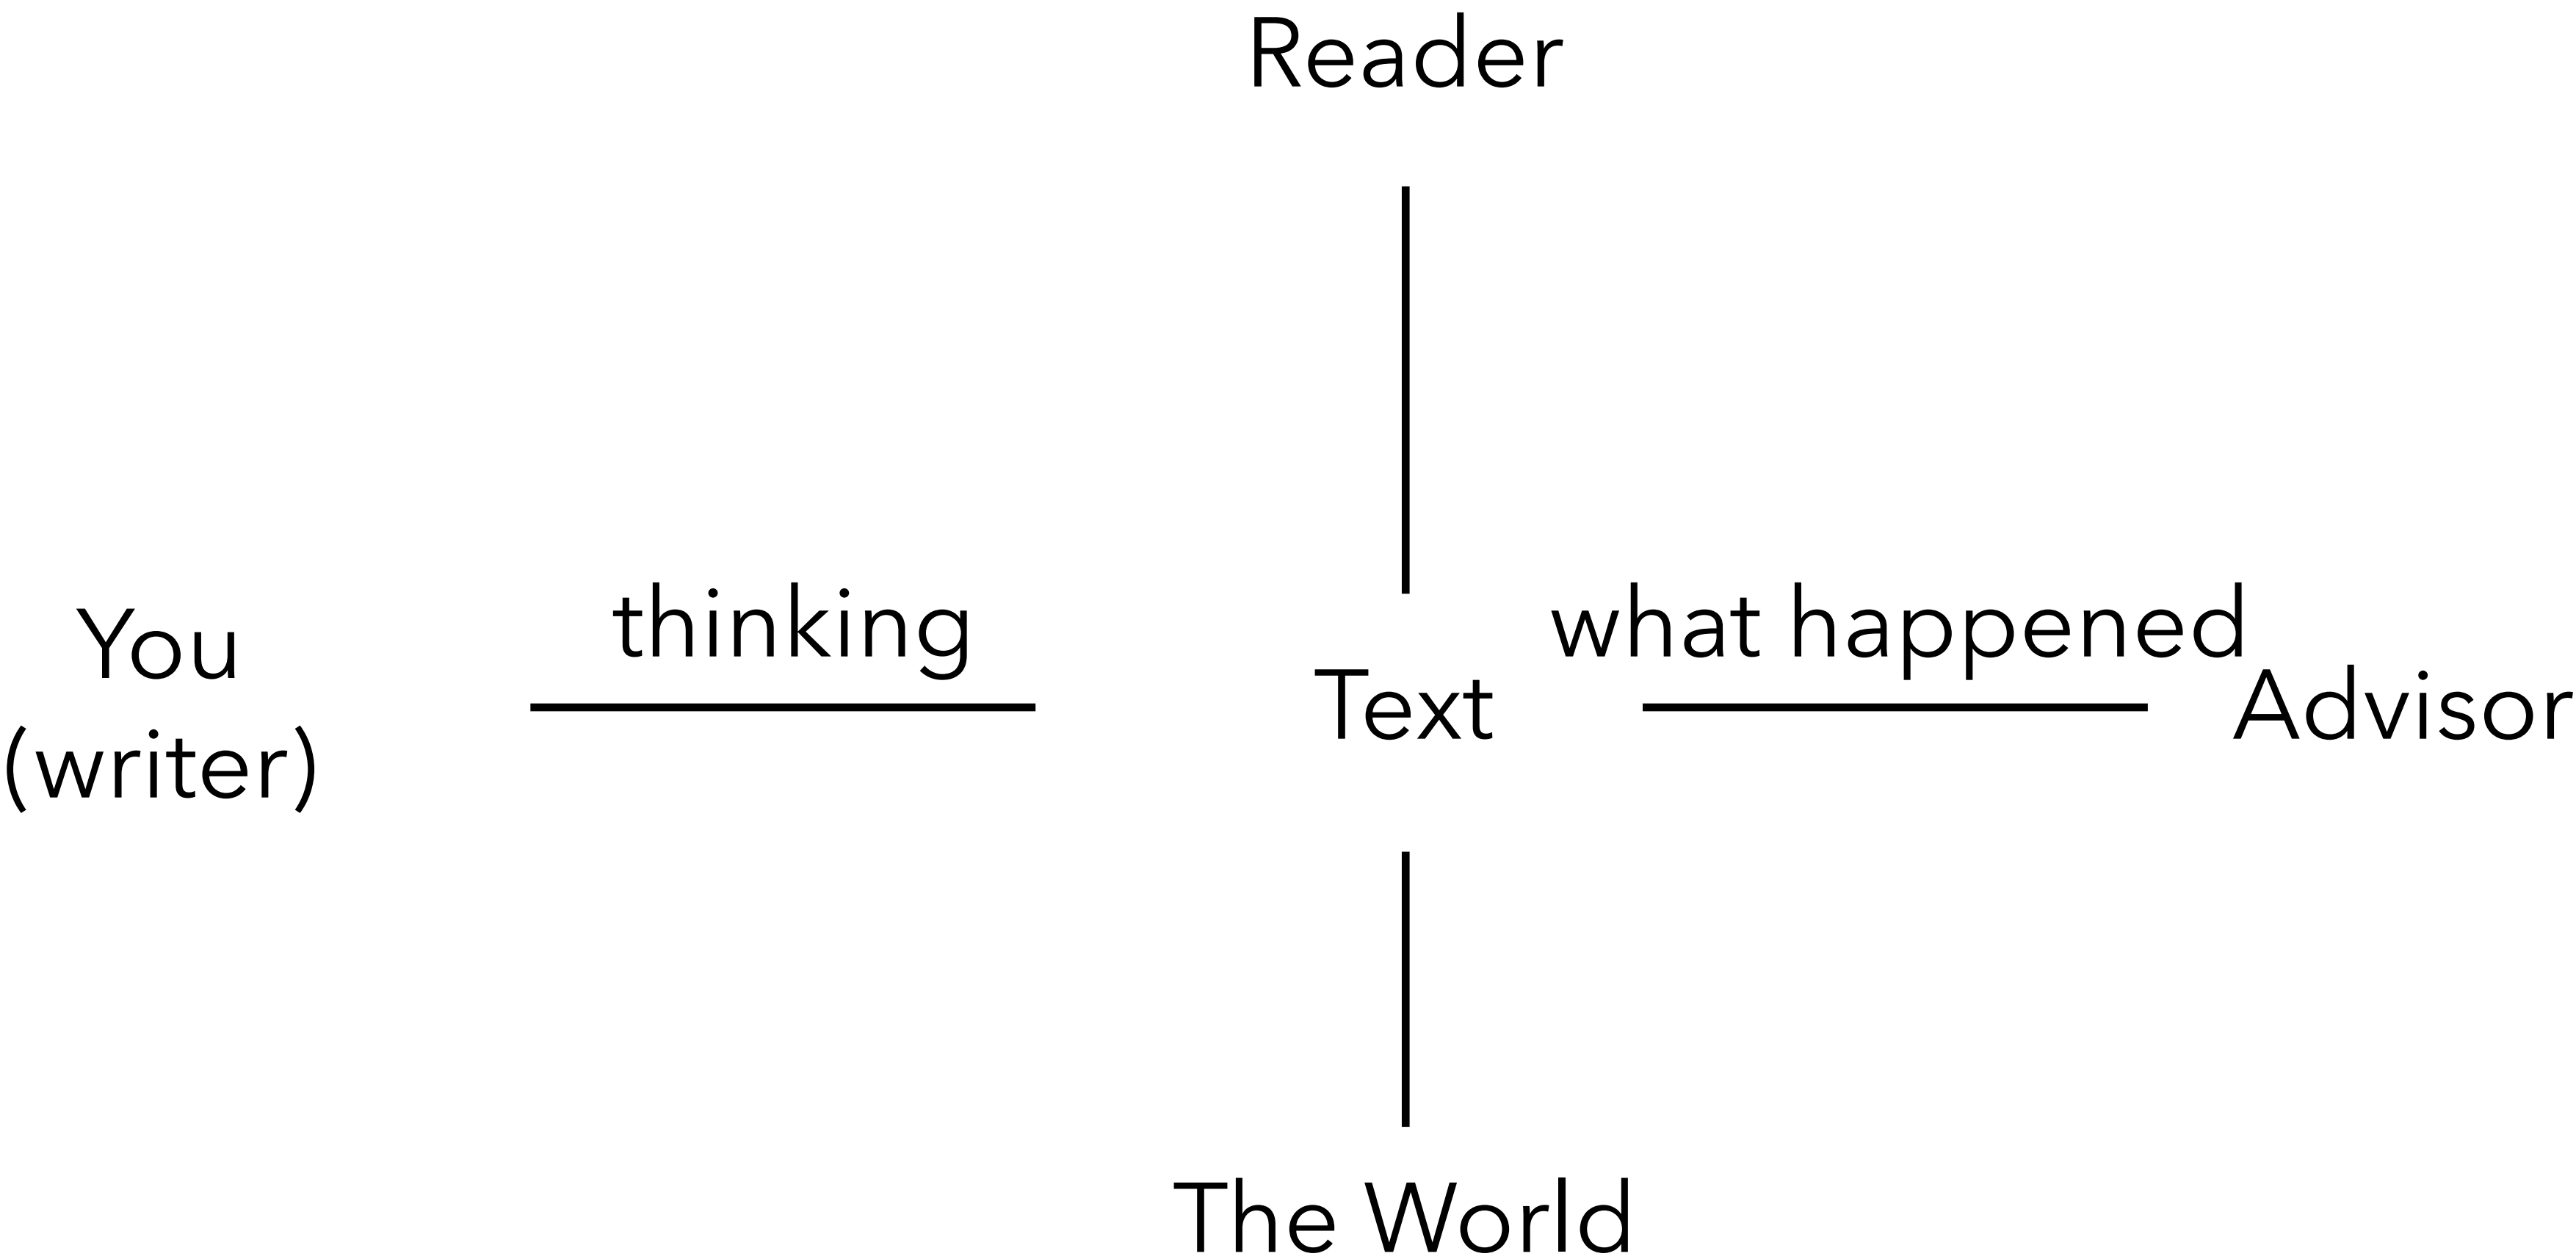 Reader
You
(writer)
thinking
Text
what happened
Advisor
The World